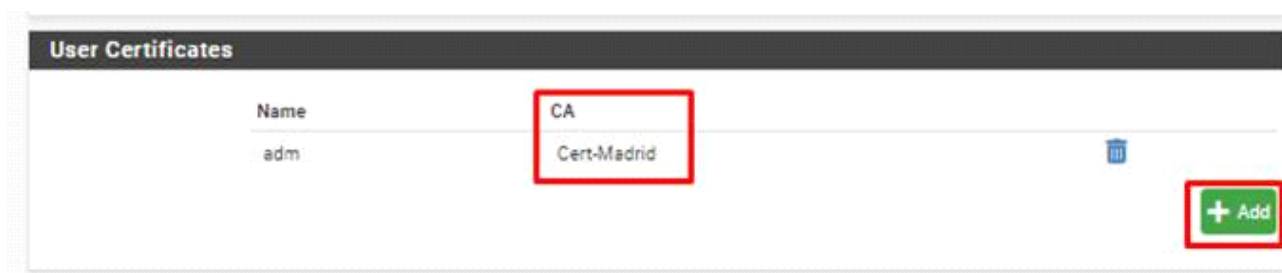 User Certificates
Name CA
adm Cert-Madrid
+ Add